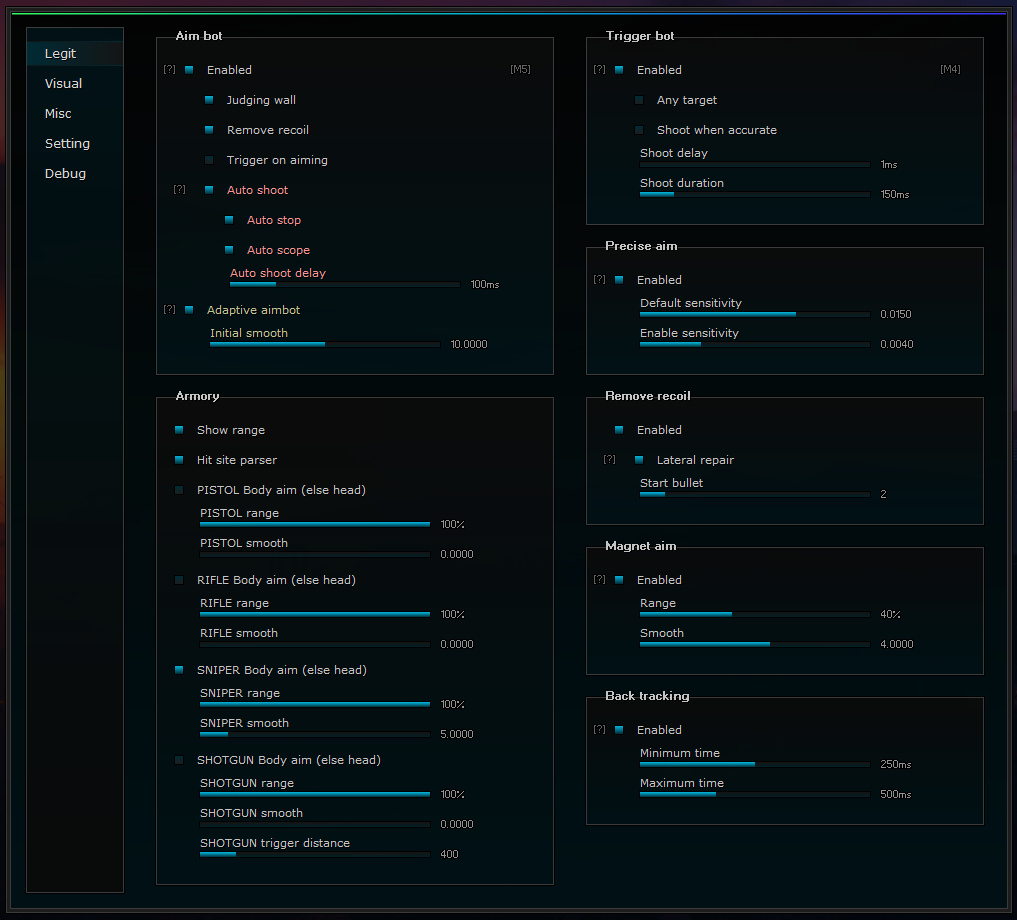 Legit
Visual
Misc
Setting
Debug
Aim bot
[?] Enabled [M5]
Judging wall
Remove recoil
Trigger on aiming
[?] Auto shoot
Auto stop
Auto scope
Auto shoot delay
100ms
[?] Adaptive aimbot
Initial smooth
10.0000
Armory
Show range
Hit site parser
PISTOL Body aim (else head)
PISTOL range
100%
PISTOL smooth
0.0000
RIFLE Body aim (else head)
RIFLE range
100%
RIFLE smooth
0.0000
SNIPER Body aim (else head)
SNIPER range
100%
SNIPER smooth
5.0000
SHOTGUN Body aim (else head)
SHOTGUN range
100%
SHOTGUN smooth
0.0000
SHOTGUN trigger distance
400
Trigger bot
[?] Enabled [M4]
Any target
Shoot when accurate
Shoot delay
1ms
Shoot duration
150ms
Precise aim
[?] Enabled
Default sensitivity
0.0150
Enable sensitivity
0.0040
Remove recoil
Enabled
[?] Lateral repair
Start bullet
2
Magnet aim
[?] Enabled
Range
40%
Smooth
4.0000
Back tracking
[?] Enabled
Minimum time
250ms
Maximum time
500ms